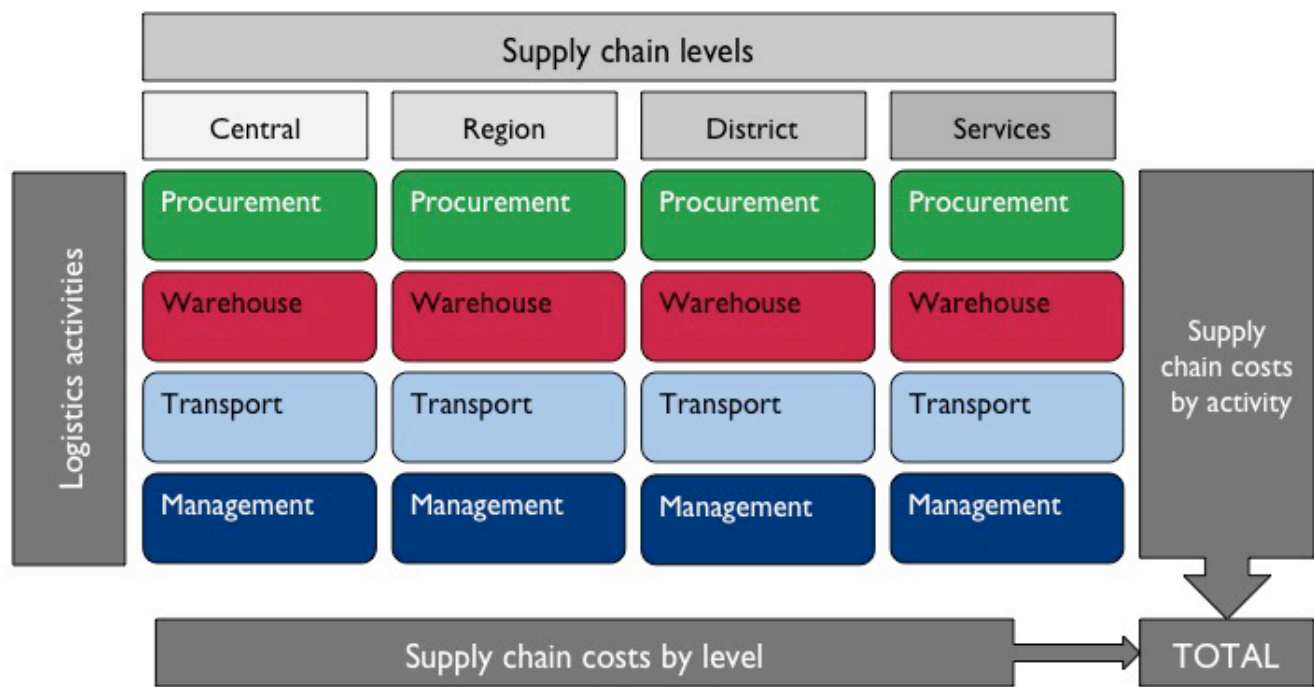 Supply chain levels
Central
Region
District
Services
Logistics activities
Procurement
Procurement
Procurement
Procurement
Warehouse
Warehouse
Warehouse
Warehouse
Transport
Transport
Transport
Transport
Management
Management
Management
Management
Supply
chain costs
by activity
Supply chain costs by level
TOTAL